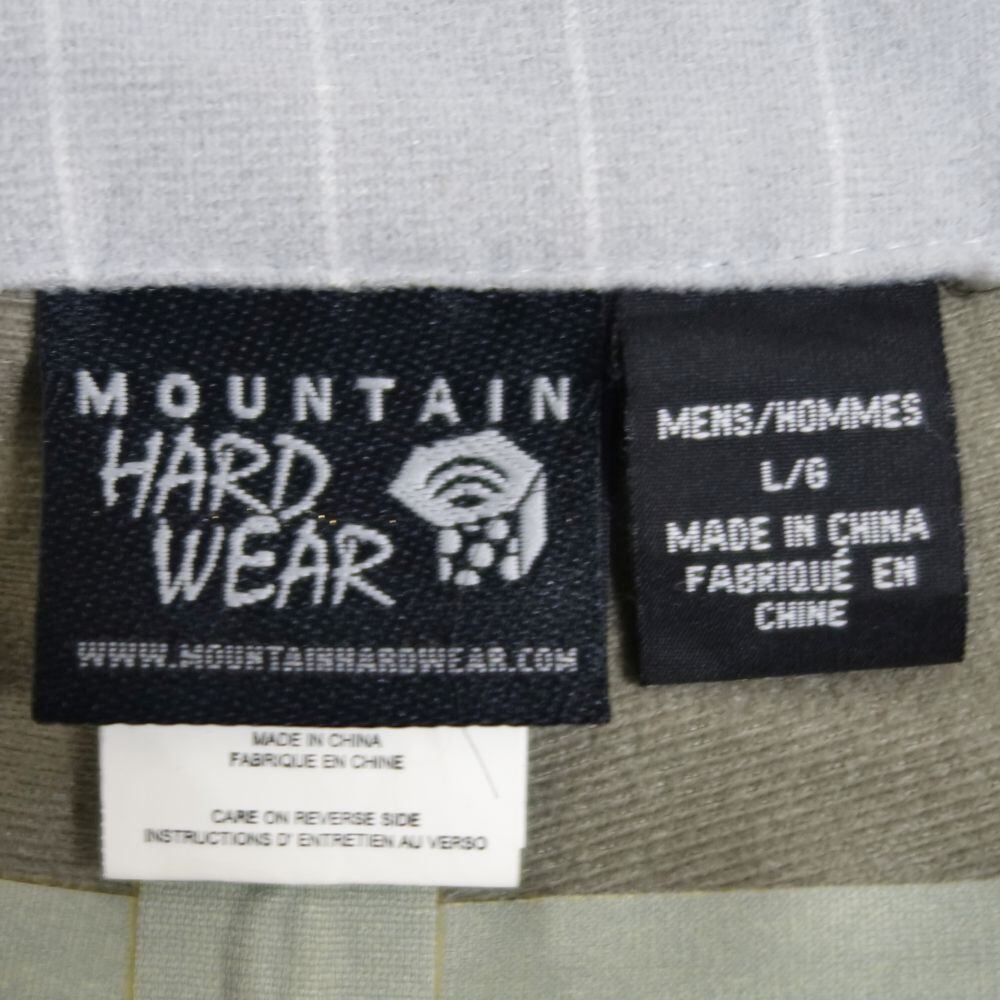 MOUNTAIN
HARD
WEAR
WWW.MOUNTAINHARDWEAR.COM
MENS/HOMMES
L/G
MADE IN CHINA
FABRIQUÉ EN
CHINE
MADE IN CHINA
FABRIQUE EN CHINE
CARE ON REVERSE SIDE
INSTRUCTIONS D' ENTRETIEN AU VERSO